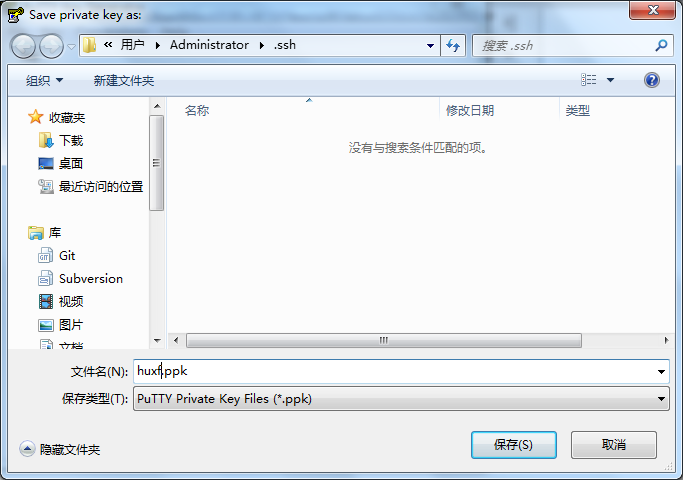 Save private key as:
« 用户 ▸ Administrator ▸ .ssh
搜索 .ssh
组织 新建文件夹
名称 修改日期 类型
没有与搜索条件匹配的项。
收藏夹
下载
桌面
最近访问的位置
库
Git
Subversion
视频
图片
文档
文件名(N): huxf.ppk
保存类型(T): PuTTY Private Key Files (*.ppk)
隐藏文件夹
保存(S) 取消